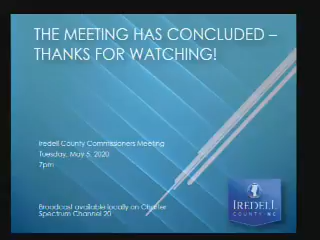 THE MEETING HAS CONCLUDED –
THANKS FOR WATCHING!
Iredell County Commissioners Meeting
Tuesday, May 5, 2020
7pm
Broadcast available locally on Charter
Spectrum Channel 20
IREDELL
COUNTY NC